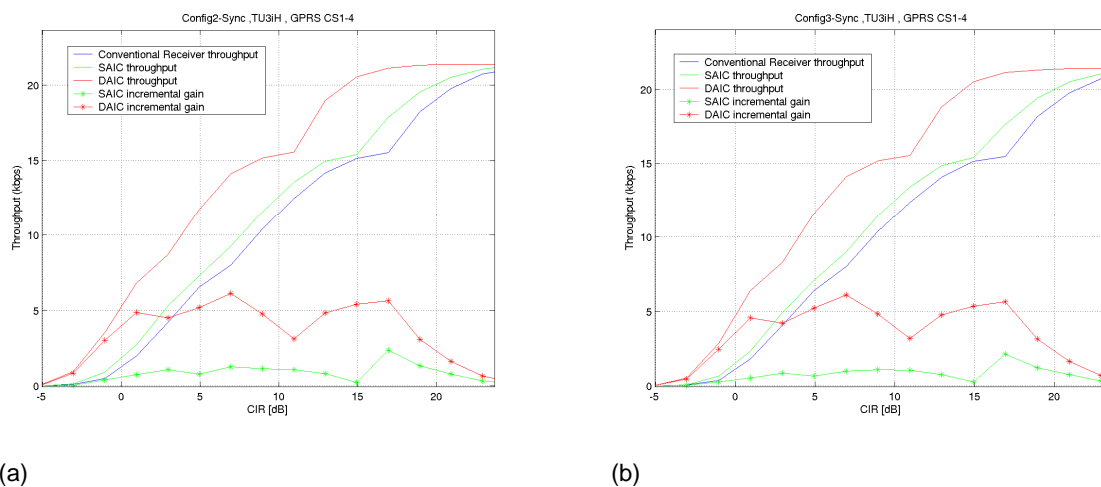 Config2-Sync ,TU3iH , GPRS CS1-4
Conventional Receiver throughput
SAIC throughput
DAIC throughput
SAIC incremental gain
DAIC incremental gain
Throughput (kbps)
20
15
10
5
0
-5 0 5 10 15 20
CIR [dB]
(a)
Config3-Sync ,TU3iH , GPRS CS1-4
Conventional Receiver throughput
SAIC throughput
DAIC throughput
SAIC incremental gain
DAIC incremental gain
Throughput (kbps)
20
15
10
5
0
-5 0 5 10 15 20
CIR [dB]
(b)